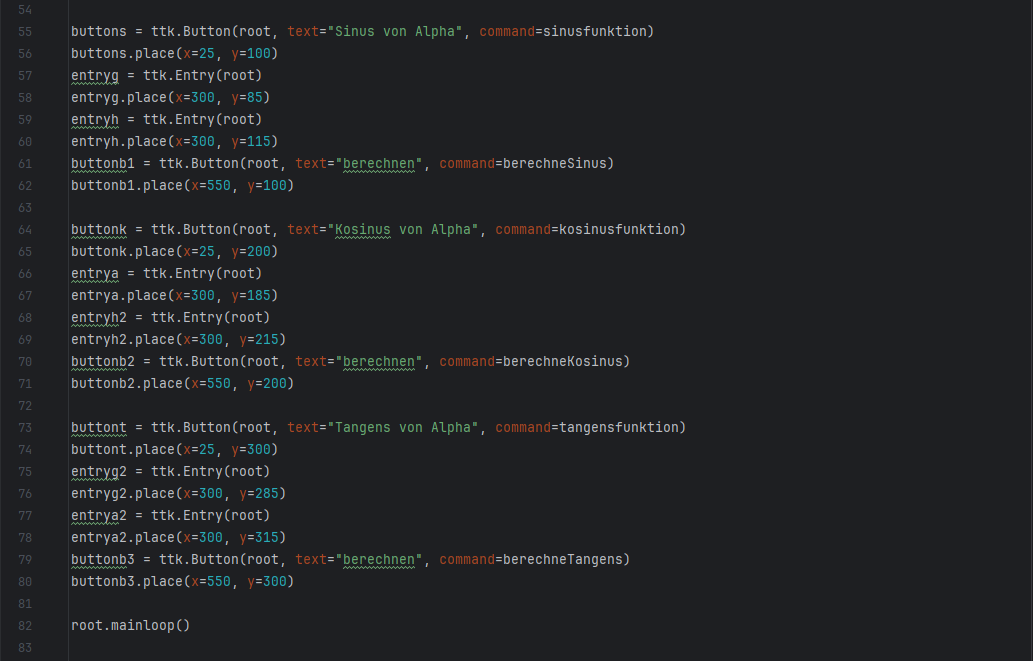 54
55 buttons = ttk.Button(root, text="Sinus von Alpha", command=sinusfunktion)
56 buttons.place(x=25, y=100)
57 entryg = ttk.Entry(root)
58 entryg.place(x=300, y=85)
59 entryh = ttk.Entry(root)
60 entryh.place(x=300, y=115)
61 buttonb1 = ttk.Button(root, text="berechnen", command=berechneSinus)
62 buttonb1.place(x=550, y=100)
63
64 buttonk = ttk.Button(root, text="Kosinus von Alpha", command=kosinusfunktion)
65 buttonk.place(x=25, y=200)
66 entrya = ttk.Entry(root)
67 entrya.place(x=300, y=185)
68 entryh2 = ttk.Entry(root)
69 entryh2.place(x=300, y=215)
70 buttonb2 = ttk.Button(root, text="berechnen", command=berechneKosinus)
71 buttonb2.place(x=550, y=200)
72
73 buttont = ttk.Button(root, text="Tangens von Alpha", command=tangensfunktion)
74 buttont.place(x=25, y=300)
75 entryg2 = ttk.Entry(root)
76 entryg2.place(x=300, y=285)
77 entrya2 = ttk.Entry(root)
78 entrya2.place(x=300, y=315)
79 buttonb3 = ttk.Button(root, text="berechnen", command=berechneTangens)
80 buttonb3.place(x=550, y=300)
81
82 root.mainloop()
83